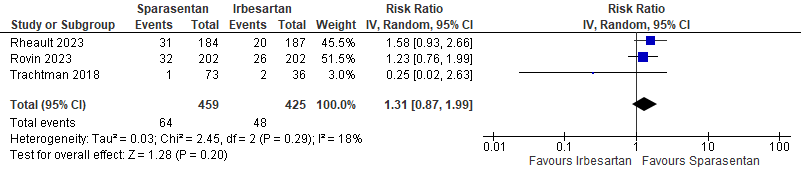 Sparsentan Irbesartan Risk Ratio Risk Ratio
Study or Subgroup Events Total Events Total Weight IV, Random, 95% CI IV, Random, 95% CI
Rheault 2023 31 184 20 187 45.5% 1.58 [0.93, 2.66]
Rovin 2023 32 202 26 202 51.5% 1.23 [0.76, 1.99]
Trachtman 2018 1 73 2 36 3.0% 0.25 [0.02, 2.63]
Total (95% CI) 459 425 100.0% 1.31 [0.87, 1.99]
Total events 64 48
Heterogeneity: Tau² = 0.03; Chi² = 2.45, df = 2 (P = 0.29); I² = 18%
Test for overall effect: Z = 1.28 (P = 0.20)
0.01 0.1 1 10 100
Favours Irbesartan Favours Sparasentan